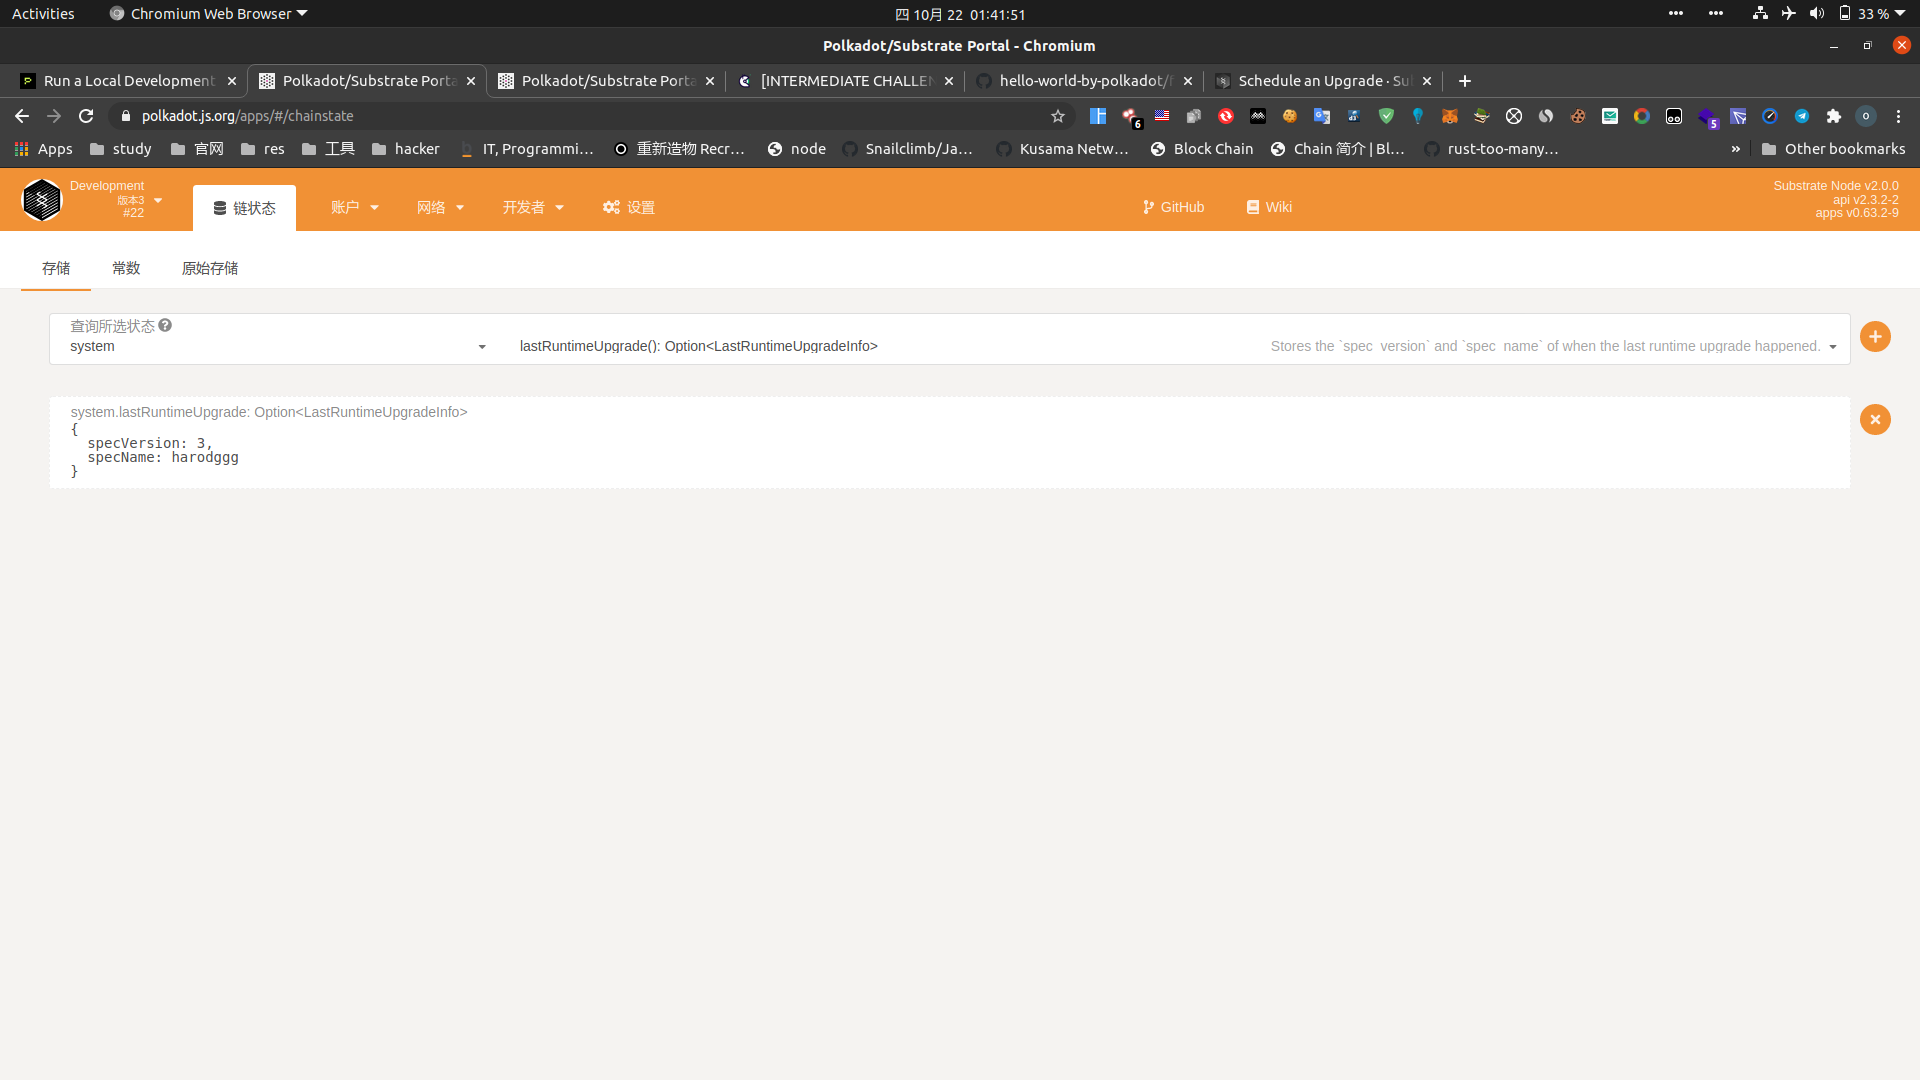 Activities
Chromium Web Browser
四 10月 22 01:41:51
33 %
Polkadot/Substrate Portal - Chromium
Run a Local Development
Polkadot/Substrate Porta
Polkadot/Substrate Porta
[INTERMEDIATE CHALLEN
hello-world-by-polkadot/
Schedule an Upgrade · Su
polkadot.js.org/apps/#/chainstate
6
5
o
Apps
study
官网
res
工具
hacker
IT, Programmi...
重新造物 Recr...
node
Snailclimb/Ja...
Kusama Netw...
Block Chain
Chain 简介 | Bl...
rust-too-many...
»
Other bookmarks
Development
版本3
#22
链状态
账户
网络
开发者
设置
GitHub
Wiki
Substrate Node v2.0.0
api v2.3.2-2
apps v0.63.2-9
存储
常数
原始存储
查询所选状态
system
lastRuntimeUpgrade(): Option<LastRuntimeUpgradeInfo>
Stores the `spec_version` and `spec_name` of when the last runtime upgrade happened.
system.lastRuntimeUpgrade: Option<LastRuntimeUpgradeInfo>
{
specVersion: 3,
specName: harodggg
}